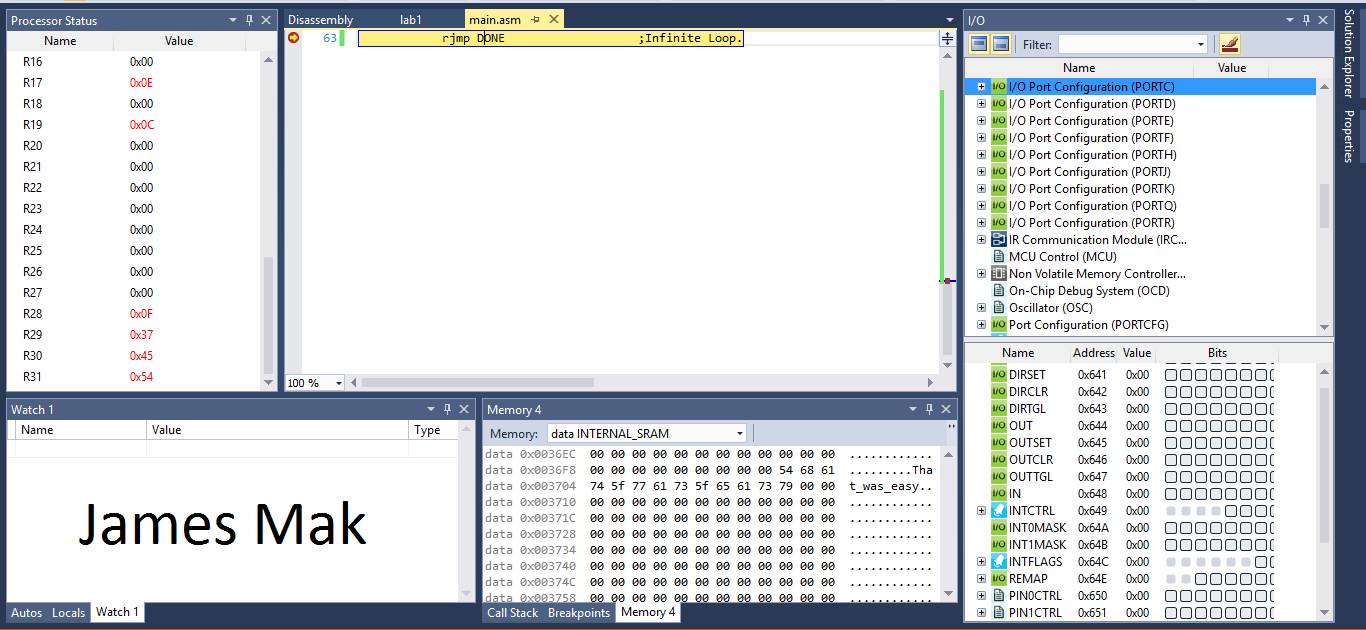 Processor Status
Name Value
R16 0x00
R17 0x0E
R18 0x00
R19 0x0C
R20 0x00
R21 0x00
R22 0x00
R23 0x00
R24 0x00
R25 0x00
R26 0x00
R27 0x00
R28 0x0F
R29 0x37
R30 0x45
R31 0x54
Disassembly lab1 main.asm
63 rjmp DONE ;Infinite Loop.
100 %
I/O
Filter:
Name Value
I/O Port Configuration (PORTC)
I/O Port Configuration (PORTD)
I/O Port Configuration (PORTE)
I/O Port Configuration (PORTF)
I/O Port Configuration (PORTH)
I/O Port Configuration (PORTJ)
I/O Port Configuration (PORTK)
I/O Port Configuration (PORTQ)
I/O Port Configuration (PORTR)
IR Communication Module (IRC...
MCU Control (MCU)
Non Volatile Memory Controller...
On-Chip Debug System (OCD)
Oscillator (OSC)
Port Configuration (PORTCFG)
Name Address Value Bits
DIRSET 0x641 0x00
DIRCLR 0x642 0x00
DIRTGL 0x643 0x00
OUT 0x644 0x00
OUTSET 0x645 0x00
OUTCLR 0x646 0x00
OUTTGL 0x647 0x00
IN 0x648 0x00
INTCTRL 0x649 0x00
INT0MASK 0x64A 0x00
INT1MASK 0x64B 0x00
INTFLAGS 0x64C 0x00
REMAP 0x64E 0x00
PIN0CTRL 0x650 0x00
PIN1CTRL 0x651 0x00
Solution Explorer
Properties
Watch 1
Name Value Type
James Mak
Autos Locals Watch 1
Memory 4
Memory: data INTERNAL_SRAM
data 0x0036EC 00 00 00 00 00 00 00 00 00 00 00 00 ............
data 0x0036F8 00 00 00 00 00 00 00 00 00 54 68 61 .........Tha
data 0x003704 74 5f 77 61 73 5f 65 61 73 79 00 00 t_was_easy..
data 0x003710 00 00 00 00 00 00 00 00 00 00 00 00 ............
data 0x00371C 00 00 00 00 00 00 00 00 00 00 00 00 ............
data 0x003728 00 00 00 00 00 00 00 00 00 00 00 00 ............
data 0x003734 00 00 00 00 00 00 00 00 00 00 00 00 ............
data 0x003740 00 00 00 00 00 00 00 00 00 00 00 00 ............
data 0x00374C 00 00 00 00 00 00 00 00 00 00 00 00 ............
data 0x003758 00 00 00 00 00 00 00 00 00 00 00 00 ............
Call Stack Breakpoints Memory 4